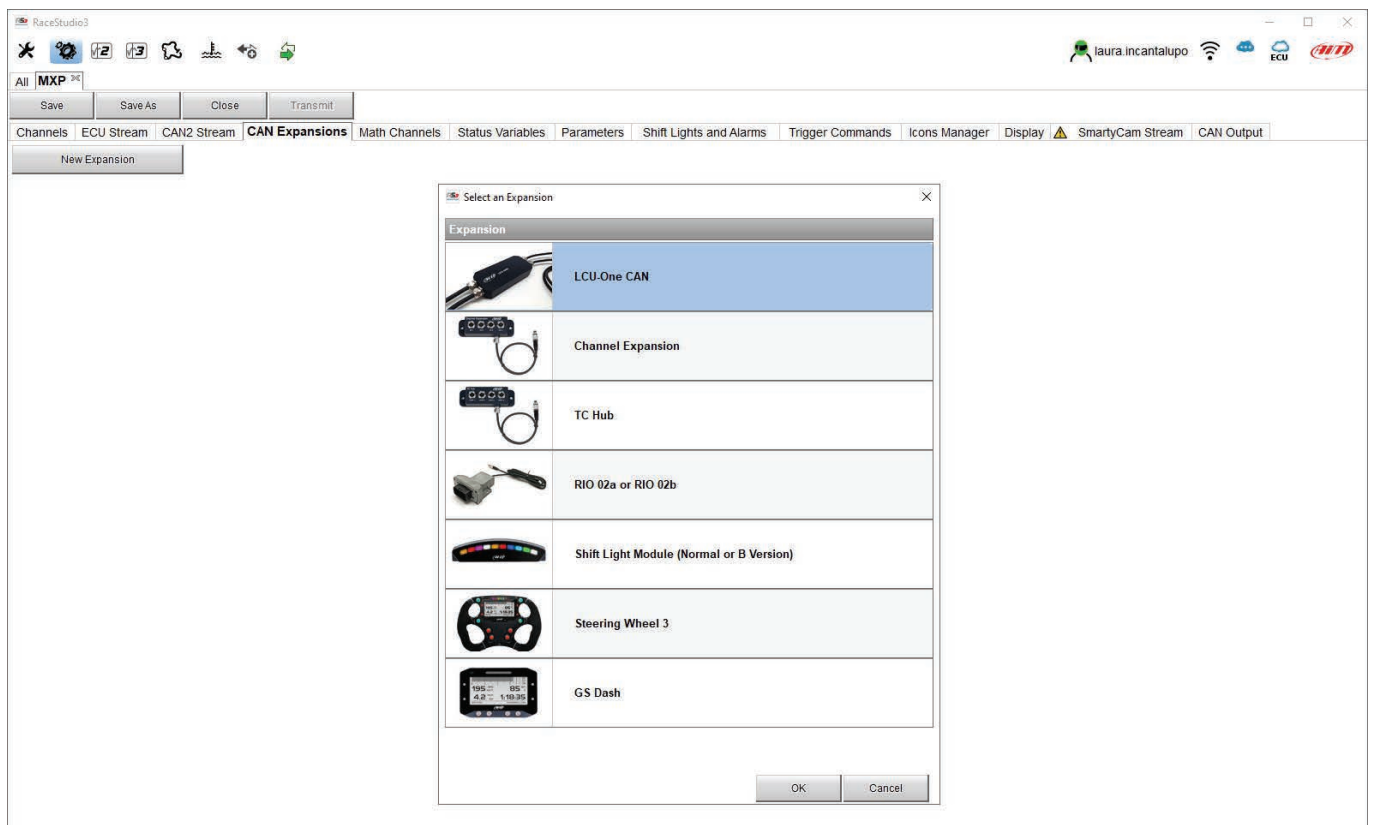 RaceStudio3
laura.incantalupo
ECU
All MXP
Save Save As Close Transmit
Channels ECU Stream CAN2 Stream CAN Expansions Math Channels Status Variables Parameters Shift Lights and Alarms Trigger Commands Icons Manager Display SmartyCam Stream CAN Output
New Expansion
Select an Expansion
Expansion
LCU-One CAN
Channel Expansion
TC Hub
RIO 02a or RIO 02b
Shift Light Module (Normal or B Version)
Steering Wheel 3
GS Dash
OK Cancel